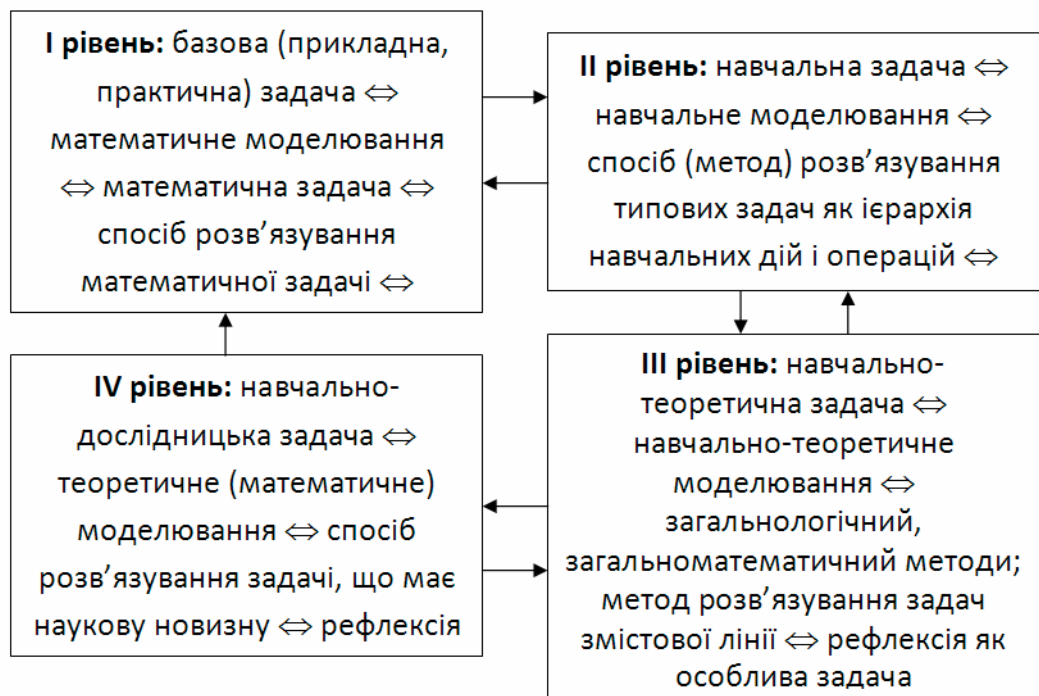 І рівень: базова (прикладна,
практична) задача ⇔
математичне моделювання
⇔ математична задача ⇔
спосіб розв’язування
математичної задачі ⇔
ІІ рівень: навчальна задача ⇔
навчальне моделювання ⇔
спосіб (метод) розв’язування
типових задач як ієрархія
навчальних дій і операцій ⇔
ІІІ рівень: навчально-
теоретична задача ⇔
навчально-теоретичне
моделювання ⇔
загальнологічний,
загальноматематичний методи;
метод розв’язування задач
змістової лінії ⇔ рефлексія як
особлива задача
IV рівень: навчально-
дослідницька задача ⇔
теоретичне (математичне)
моделювання ⇔ спосіб
розв’язування задачі, що має
наукову новизну ⇔ рефлексія